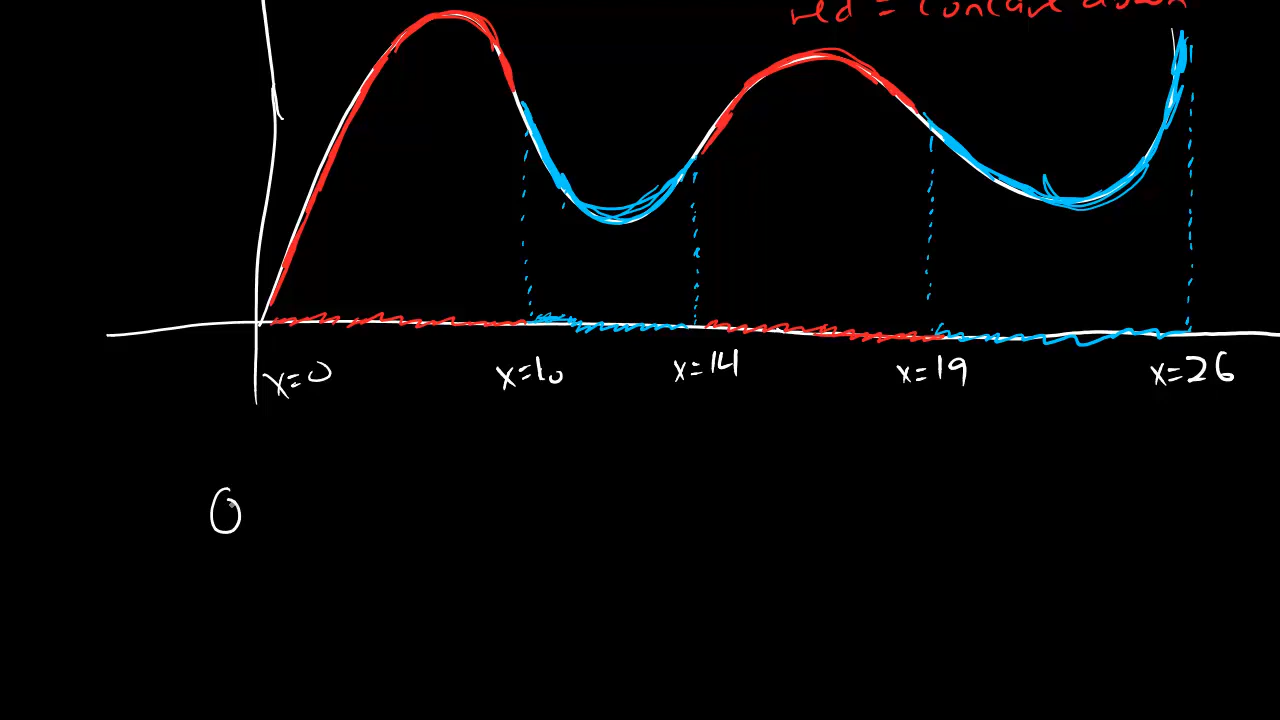 red = concave down
x=0 x=10 x=14 x=19 x=26
0